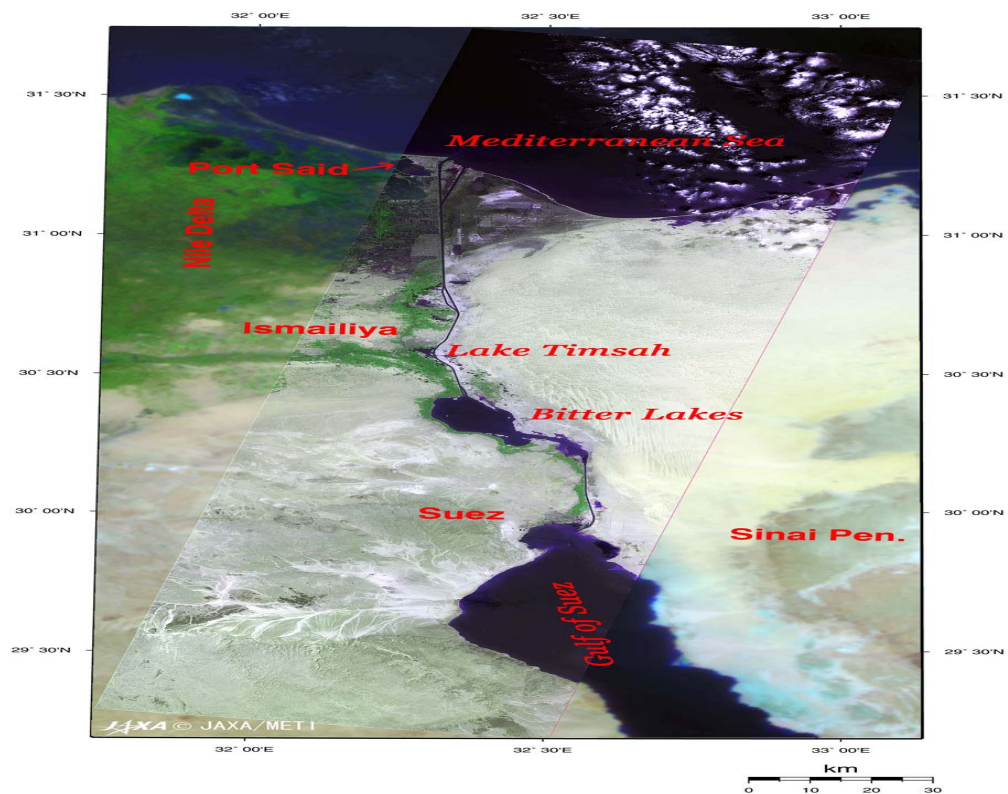 32° 00'E 32° 30'E 33° 00'E
31° 30'N 31° 30'N
Mediterranean Sea
Port Said
Nile Delta
31° 00'N 31° 00'N
Ismailiya
Lake Timsah
30° 30'N 30° 30'N
Bitter Lakes
30° 00'N 30° 00'N
Suez
Sinai Pen.
Gulf of Suez
29° 30'N 29° 30'N
JAXA © JAXA/METI
32° 00'E 32° 30'E 33° 00'E
km
0 10 20 30